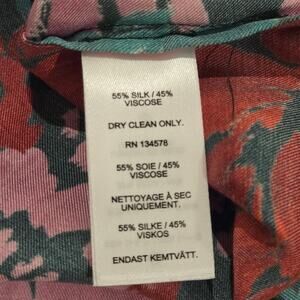 55% SILK / 45%
VISCOSE
DRY CLEAN ONLY.
RN 134578
55% SOIE / 45%
VISCOSE
NETTOYAGE À SEC
UNIQUEMENT.
55% SILKE / 45%
VISKOS
ENDAST KEMTVÄTT.